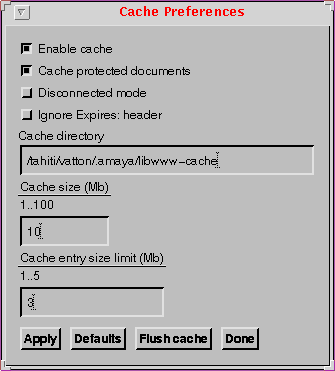 Cache Preferences
Enable cache
Cache protected documents
Disconnected mode
Ignore Expires: header
Cache directory
/tahiti/vatton/.amaya/libwww-cache
Cache size (Mb)
1..100
10
Cache entry size limit (Mb)
1..5
3
Apply Defaults Flush cache Done